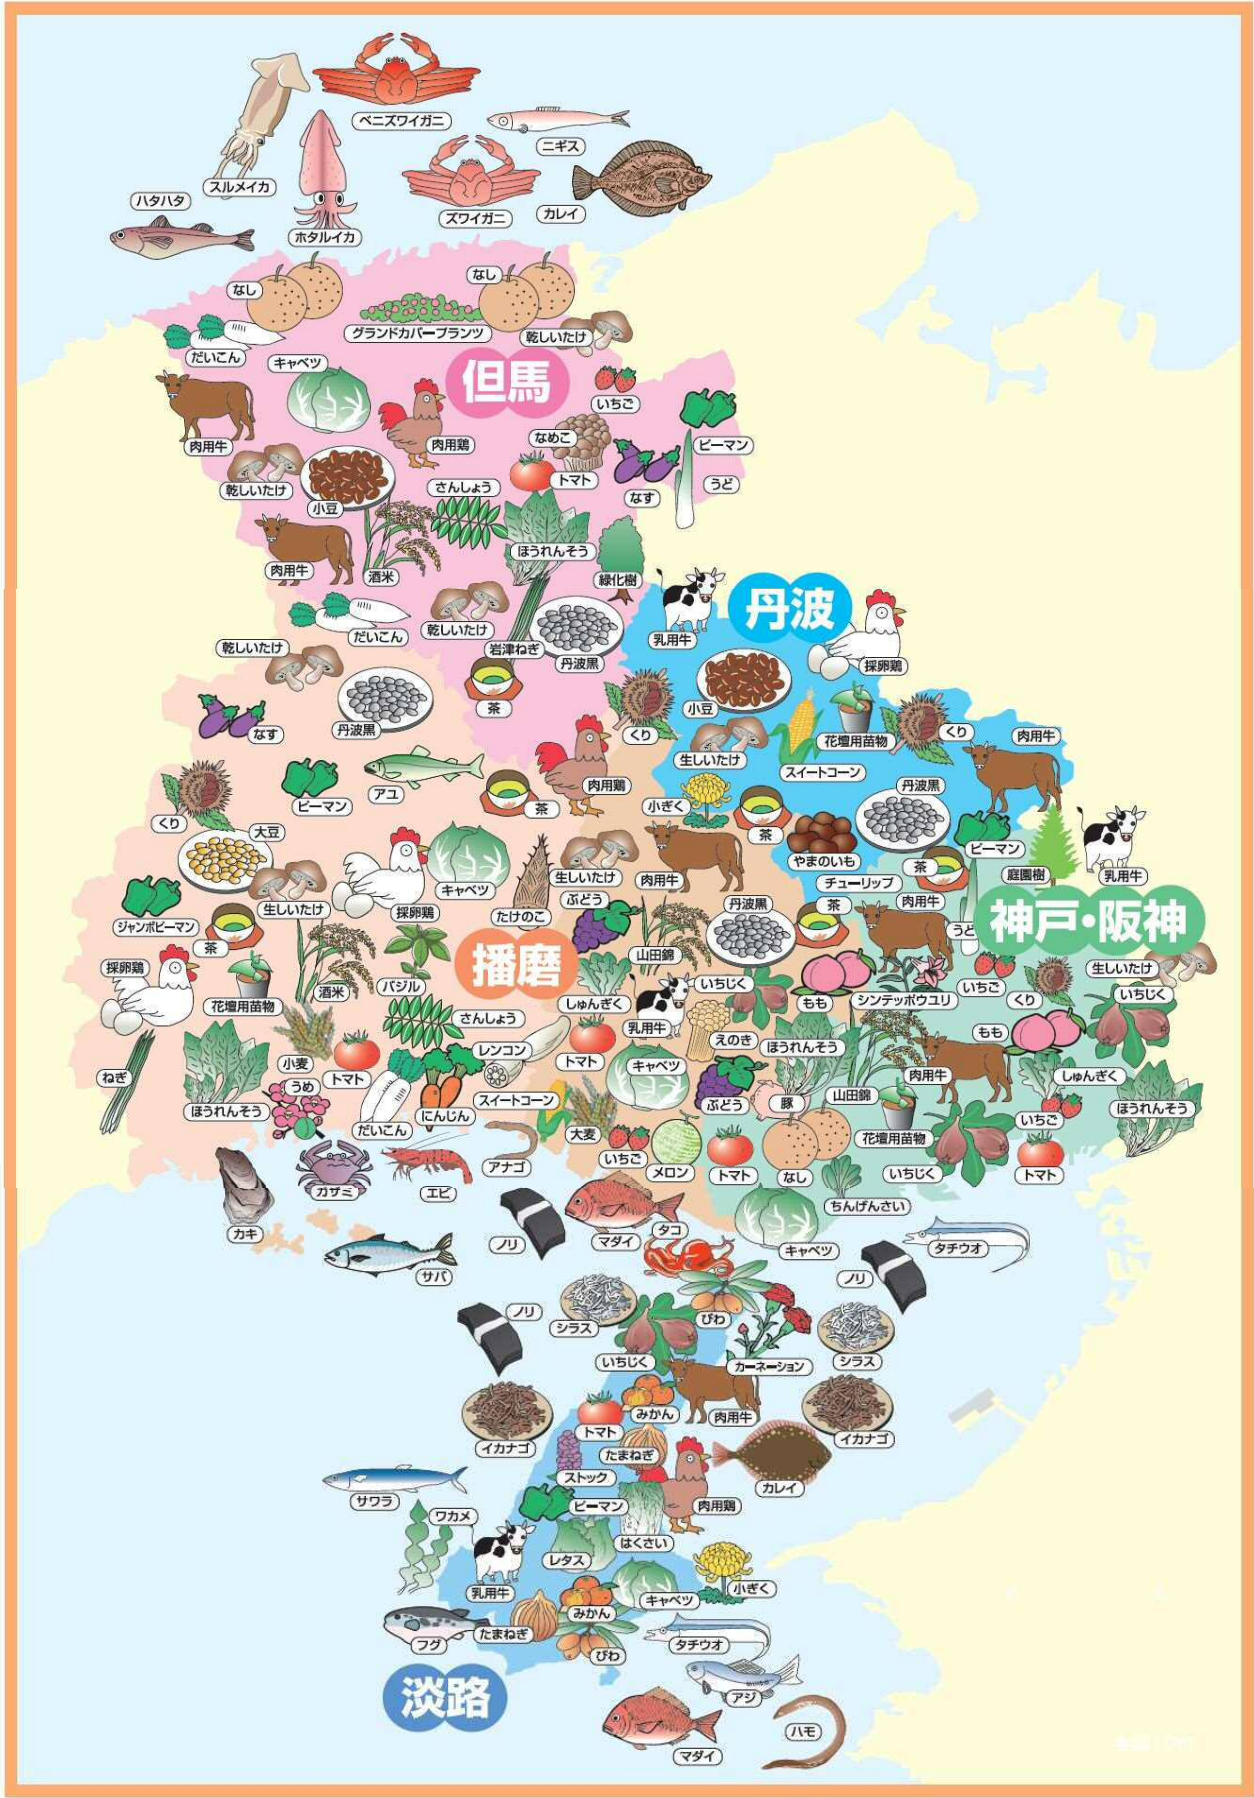 ベニズワイガニ
ニギス
スルメイカ
ハタハタ
ズワイガニ
カレイ
ホタルイカ
なし
なし
グランドカバープランツ
乾しいたけ
だいこん
キャベツ
但馬
いちご
肉用牛
肉用鶏
なめこ
ピーマン
トマト
うど
なす
乾しいたけ
小豆
さんしょう
ほうれんそう
肉用牛
酒米
緑化樹
丹波
乳用牛
だいこん
乾しいたけ
岩津ねぎ
丹波黒
採卵鶏
乾しいたけ
茶
小豆
なす
丹波黒
くり
生しいたけ
花壇用苗物
くり
肉用牛
スイートコーン
肉用鶏
ピーマン
アユ
茶
小ぎく
丹波黒
くり
大豆
茶
やまのいも
ピーマン
茶
庭園樹
乳用牛
キャベツ
生しいたけ
肉用牛
チューリップ
ぶどう
丹波黒
茶
肉用牛
うど
神戸・阪神
ジャンボピーマン
生しいたけ
採卵鶏
たけのこ
茶
播磨
山田錦
採卵鶏
花壇用苗物
酒米
バジル
しゅんぎく
いちじく
もも
シンテッポウユリ
いちご
くり
生しいたけ
いちじく
さんしょう
乳用牛
えのき
ほうれんそう
もも
小麦
トマト
レンコン
トマト
キャベツ
肉用牛
しゅんぎく
ねぎ
うめ
ほうれんそう
だいこん
にんじん
スイートコーン
大麦
ぶどう
豚
山田錦
花壇用苗物
いちご
ほうれんそう
いちご
メロン
トマト
なし
いちじく
トマト
カキ
ガザミ
エビ
アナゴ
ちんげんさい
ノリ
マダイ
タコ
キャベツ
タチウオ
サバ
ノリ
ノリ
シラス
びわ
いちじく
カーネーション
シラス
みかん
肉用牛
イカナゴ
トマト
イカナゴ
たまねぎ
ストック
カレイ
サワラ
ピーマン
肉用鶏
ワカメ
はくさい
レタス
乳用牛
キャベツ
小ぎく
みかん
フグ
たまねぎ
タチウオ
びわ
淡路
アジ
ハモ
マダイ